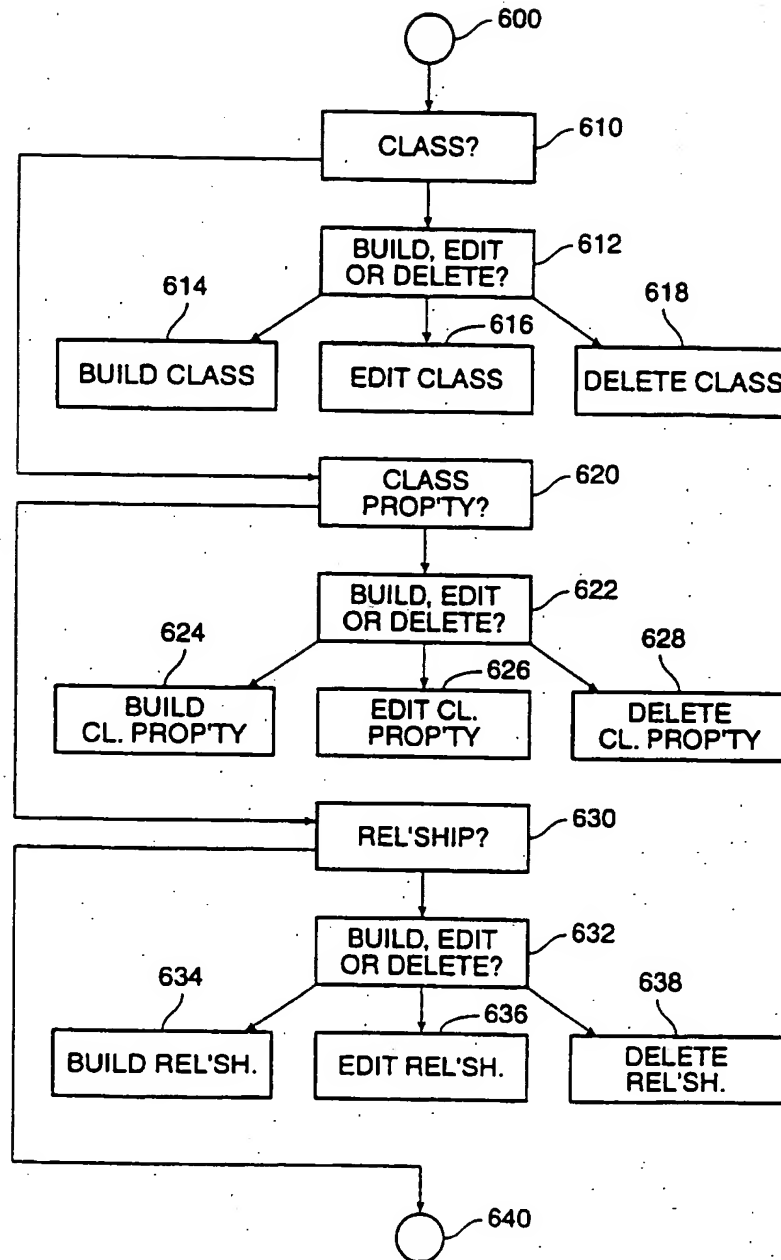 600
CLASS?
610
BUILD, EDIT
OR DELETE?
612
614
616
618
BUILD CLASS
EDIT CLASS
DELETE CLASS
CLASS
PROP'TY?
620
BUILD, EDIT
OR DELETE?
622
624
626
628
BUILD
CL. PROP'TY
EDIT CL.
PROP'TY
DELETE
CL. PROP'TY
REL'SHIP?
630
BUILD, EDIT
OR DELETE?
632
634
636
638
BUILD REL'SH.
EDIT REL'SH.
DELETE
REL'SH.
640